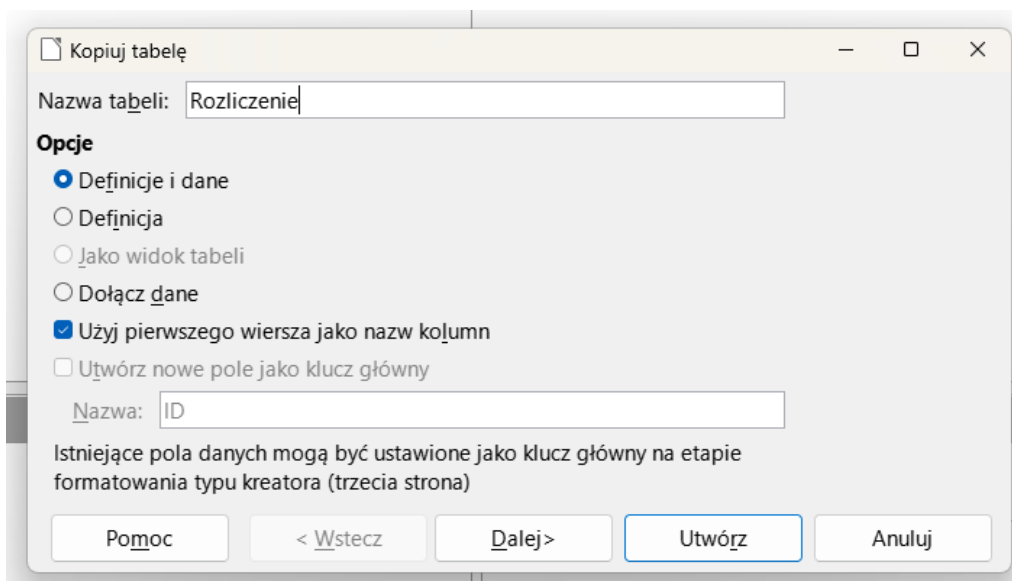 Kopiuj tabelę
Nazwa tabeli: Rozliczenie
Opcje
Definicje i dane
Definicja
Jako widok tabeli
Dołącz dane
Użyj pierwszego wiersza jako nazw kolumn
Utwórz nowe pole jako klucz główny
Nazwa: ID
Istniejące pola danych mogą być ustawione jako klucz główny na etapie
formatowania typu kreatora (trzecia strona)
Pomoc < Wstecz Dalej> Utwórz Anuluj